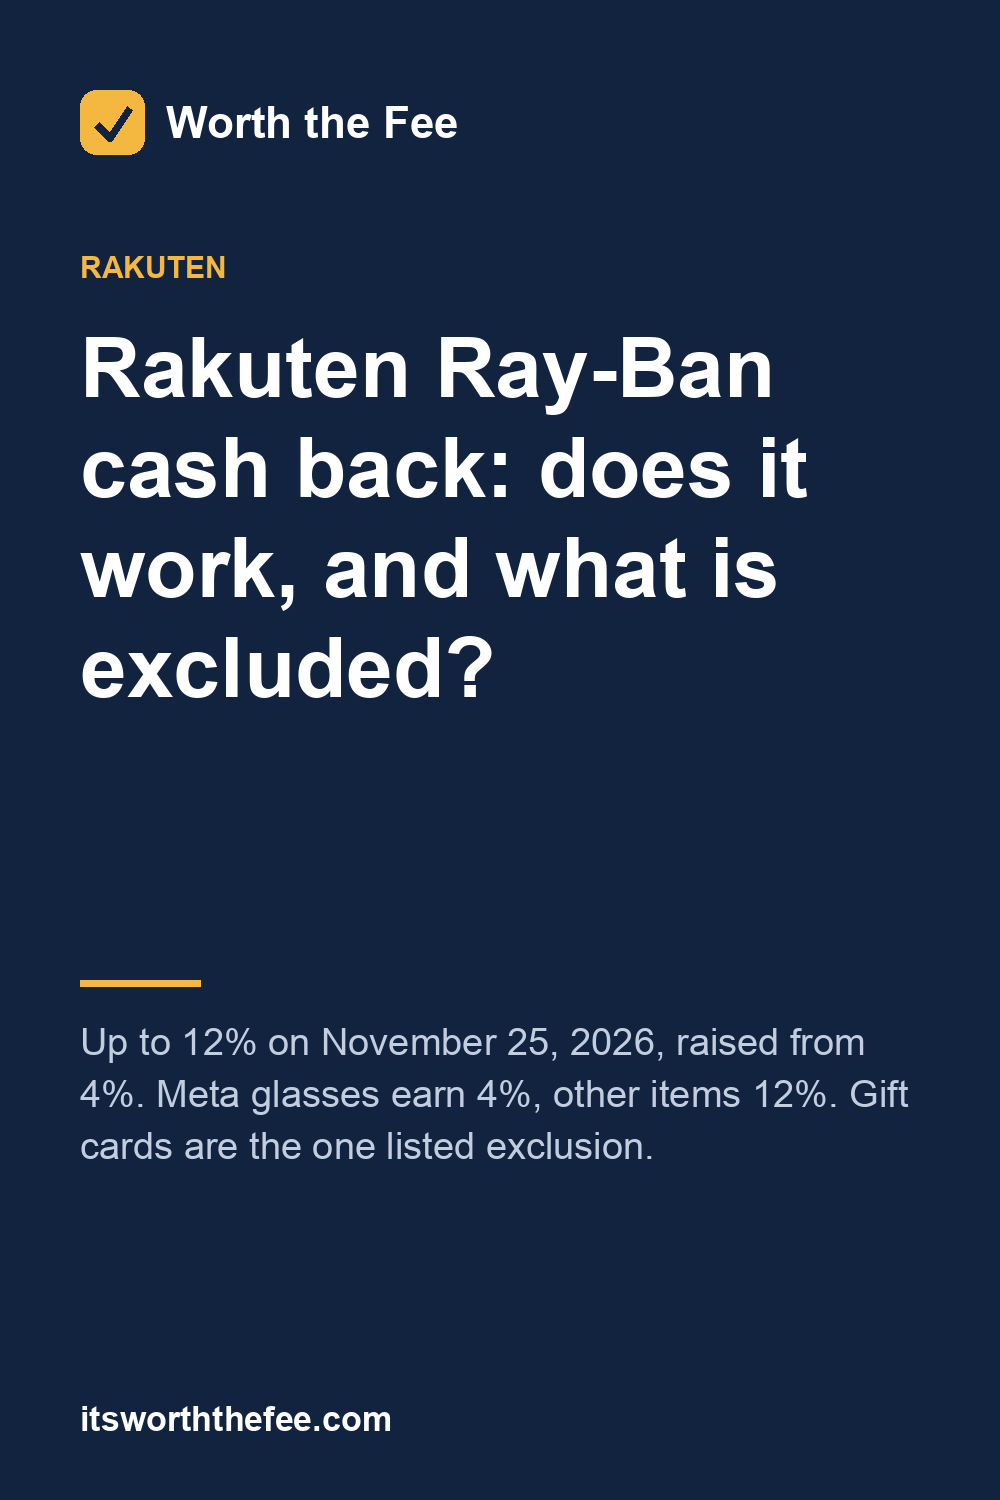 Worth the Fee
RAKUTEN
Rakuten Ray-Ban
cash back: does it
work, and what is
excluded?
Up to 12% on November 25, 2026, raised from
4%. Meta glasses earn 4%, other items 12%. Gift
cards are the one listed exclusion.
itsworththefee.com